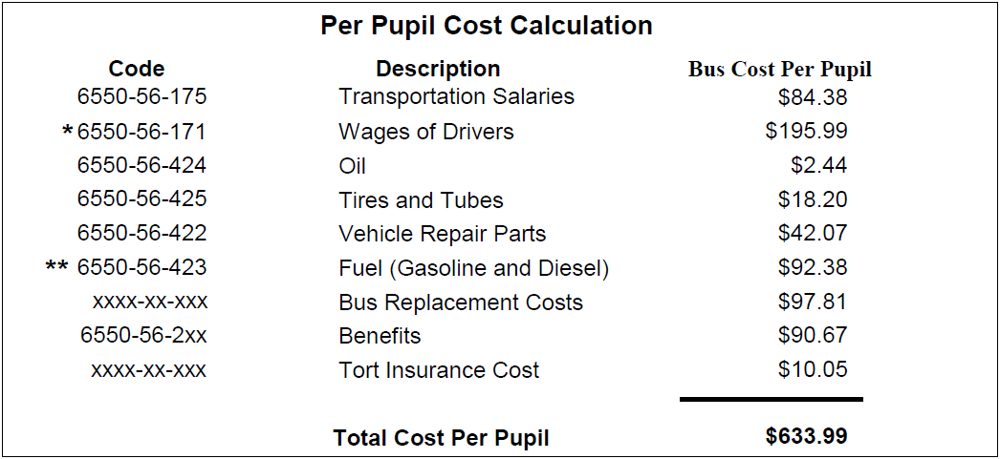 Per Pupil Cost Calculation
Code Description Bus Cost Per Pupil
6550-56-175 Transportation Salaries $84.38
*6550-56-171 Wages of Drivers $195.99
6550-56-424 Oil $2.44
6550-56-425 Tires and Tubes $18.20
6550-56-422 Vehicle Repair Parts $42.07
** 6550-56-423 Fuel (Gasoline and Diesel) $92.38
xxxx-xx-xxx Bus Replacement Costs $97.81
6550-56-2xx Benefits $90.67
xxxx-xx-xxx Tort Insurance Cost $10.05
Total Cost Per Pupil $633.99